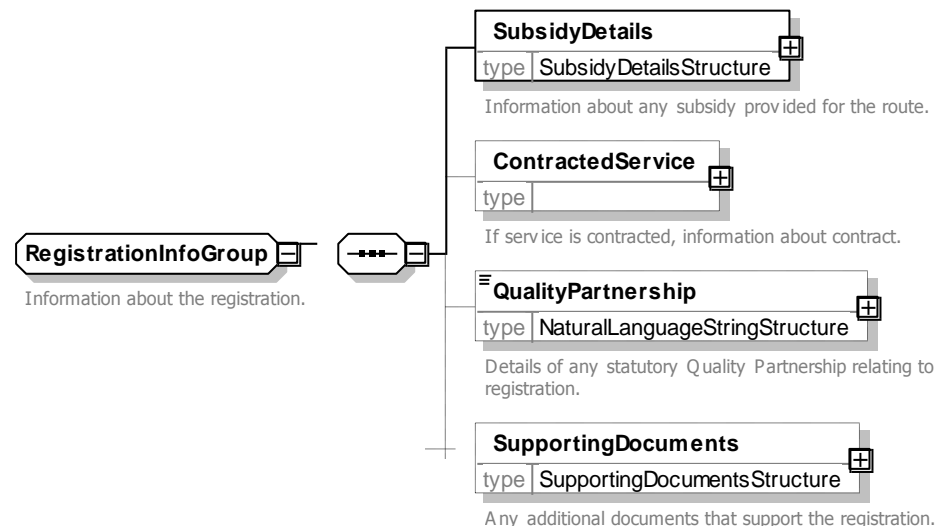 SubsidyDetails
type SubsidyDetailsStructure
Information about any subsidy provided for the route.
ContractedService
type
If service is contracted, information about contract.
RegistrationInfoGroup
Information about the registration.
QualityPartnership
type NaturalLanguageStringStructure
Details of any statutory Quality Partnership relating to
registration.
SupportingDocuments
type SupportingDocumentsStructure
Any additional documents that support the registration.